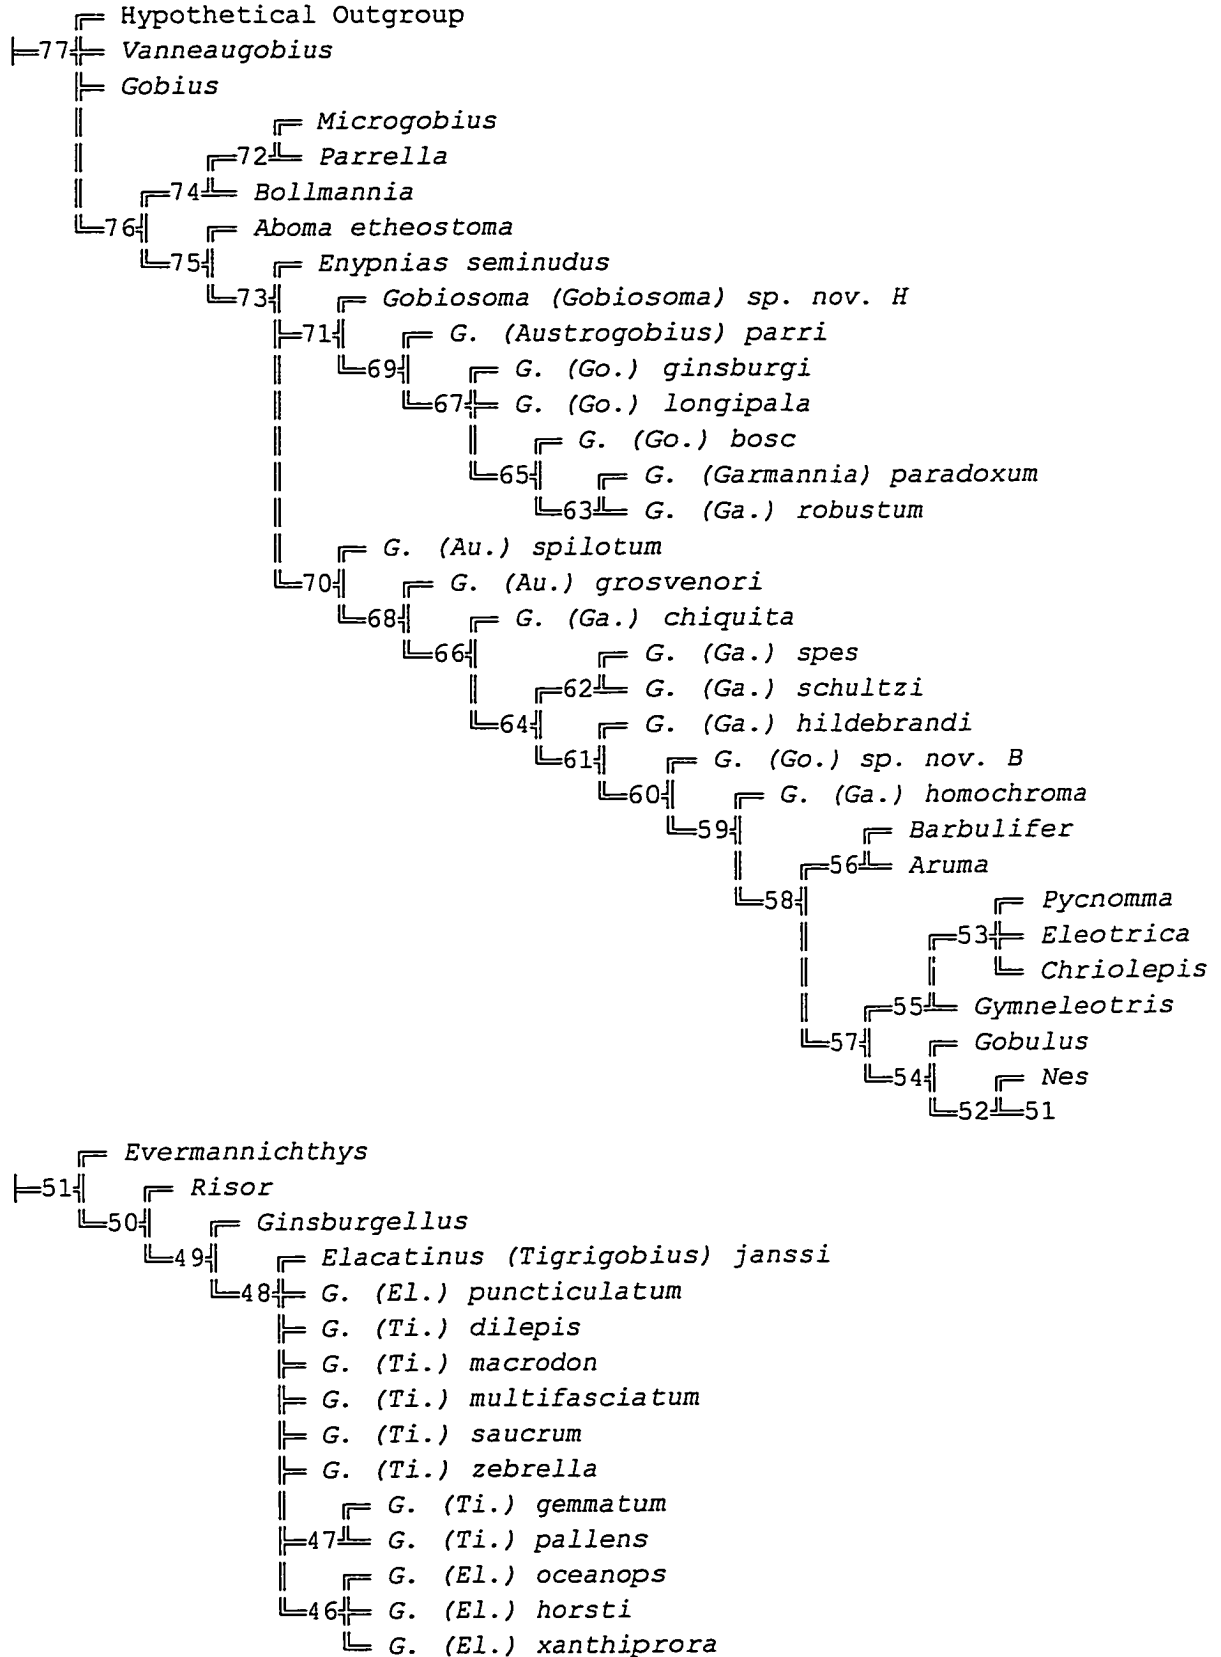 Hypothetical Outgroup
77 Vanneaugobius
Gobius
Microgobius
72 Parrella
74 Bollmannia
76 Aboma etheostoma
75 Enypnias seminudus
73 Gobiosoma (Gobiosoma) sp. nov. H
71 G. (Austrogobius) parri
69 G. (Go.) ginsburgi
67 G. (Go.) longipala
G. (Go.) bosc
65 G. (Garmannia) paradoxum
63 G. (Ga.) robustum
G. (Au.) spilotum
70 G. (Au.) grosvenori
68 G. (Ga.) chiquita
66 G. (Ga.) spes
62 G. (Ga.) schultzi
64 G. (Ga.) hildebrandi
61 G. (Go.) sp. nov. B
60 G. (Ga.) homochroma
59 Barbulifer
56 Aruma
58 Pycnomma
53 Eleotrica
Chriolepis
55 Gymneleotris
57 Gobulus
54 Nes
52 51
Evermannichthys
51 Risor
50 Ginsburgellus
49 Elacatinus (Tigrigobius) janssi
48 G. (El.) puncticulatum
G. (Ti.) dilepis
G. (Ti.) macrodon
G. (Ti.) multifasciatum
G. (Ti.) saucrum
G. (Ti.) zebrella
G. (Ti.) gemmatum
47 G. (Ti.) pallens
G. (El.) oceanops
46 G. (El.) horsti
G. (El.) xanthiprora